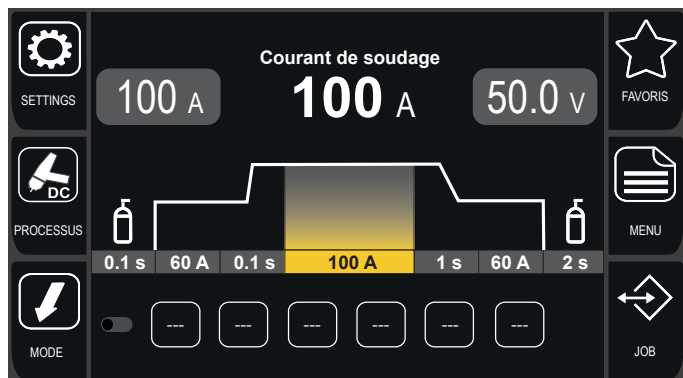 Courant de soudage
100 A
100 A
50.0 V
SETTINGS
FAVORIS
DC
PROCESSUS
MENU
0.1 s 60 A 0.1 s 100 A 1 s 60 A 2 s
--- --- --- --- --- ---
MODE
JOB